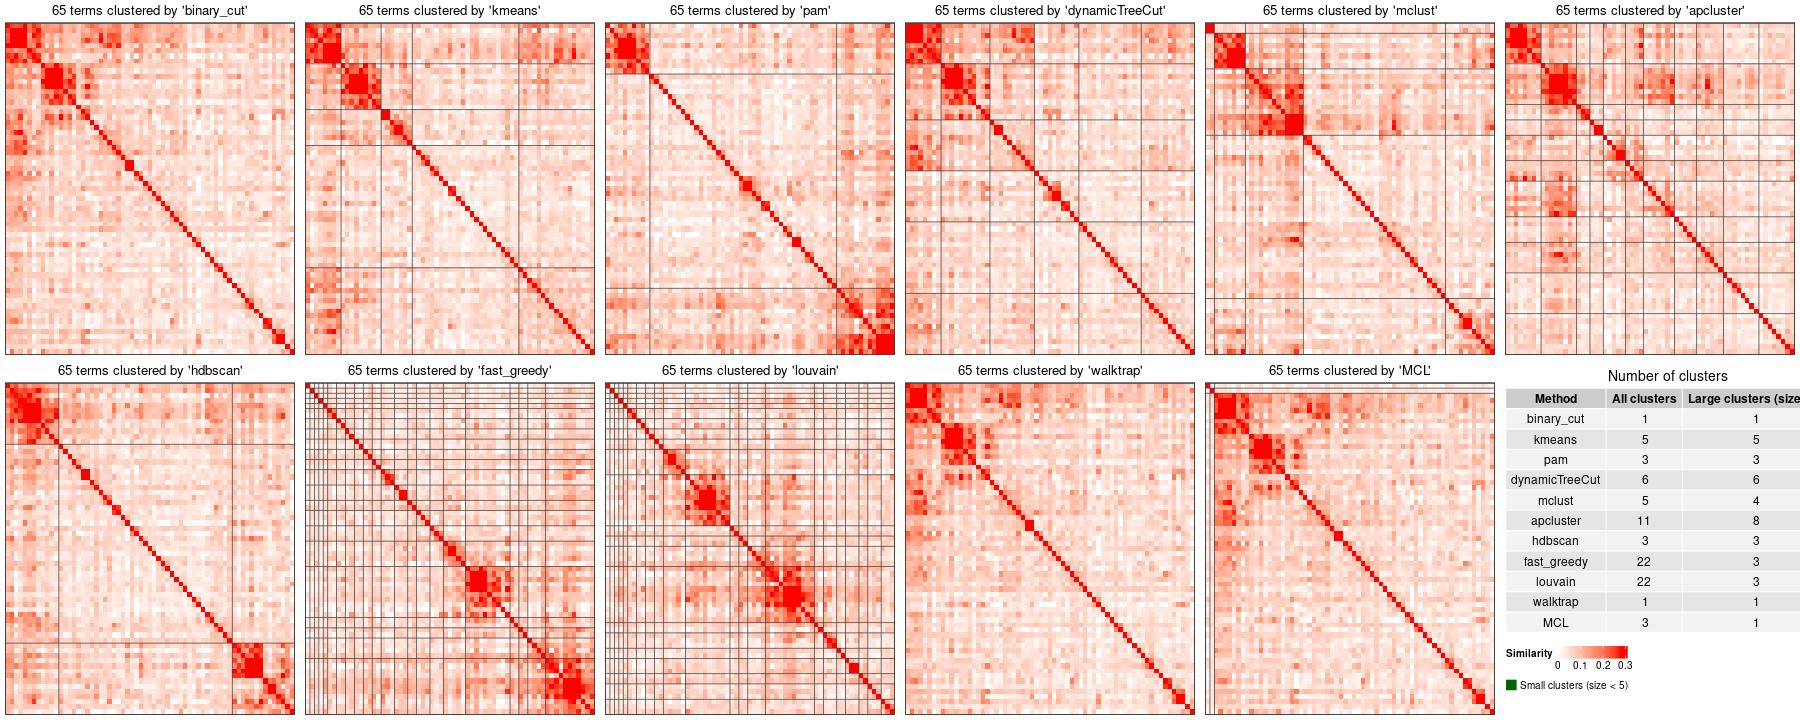 65 terms clustered by 'binary_cut'
65 terms clustered by 'kmeans'
65 terms clustered by 'pam'
65 terms clustered by 'dynamicTreeCut'
65 terms clustered by 'mclust'
65 terms clustered by 'apcluster'
65 terms clustered by 'hdbscan'
65 terms clustered by 'fast_greedy'
65 terms clustered by 'louvain'
65 terms clustered by 'walktrap'
65 terms clustered by 'MCL'
Number of clusters
Method All clusters Large clusters (size
binary_cut 1 1
kmeans 5 5
pam 3 3
dynamicTreeCut 6 6
mclust 5 4
apcluster 11 8
hdbscan 3 3
fast_greedy 22 3
louvain 22 3
walktrap 1 1
MCL 3 1
Similarity
0 0.1 0.2 0.3
Small clusters (size < 5)